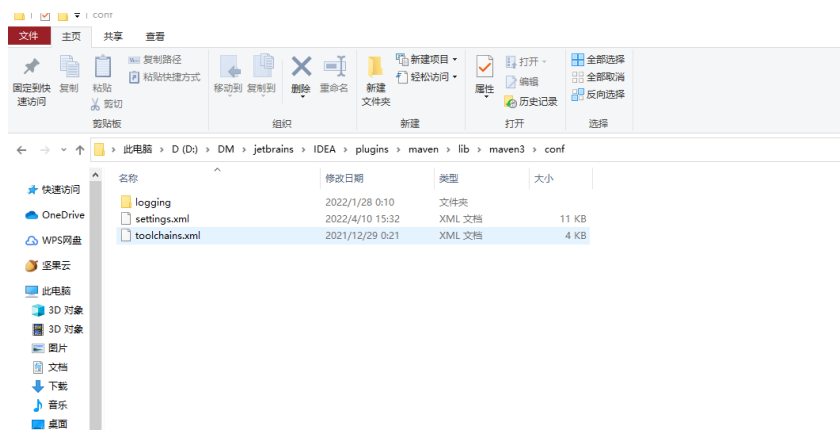 conf
文件 主页 共享 查看
固定到快速访问
复制
粘贴
复制路径
粘贴快捷方式
剪切
剪贴板
移动到 复制到 删除 重命名
组织
新建文件夹
新建项目
轻松访问
新建
属性
打开
编辑
历史记录
打开
全部选择
全部取消
反向选择
选择
此电脑 > D (D:) > DM > jetbrains > IDEA > plugins > maven > lib > maven3 > conf
名称 修改日期 类型 大小
logging 2022/1/28 0:10 文件夹
settings.xml 2022/4/10 15:32 XML 文档 11 KB
toolchains.xml 2021/12/29 0:21 XML 文档 4 KB
快速访问
OneDrive
WPS网盘
坚果云
此电脑
3D 对象
3D 对象
图片
文档
下载
音乐
桌面